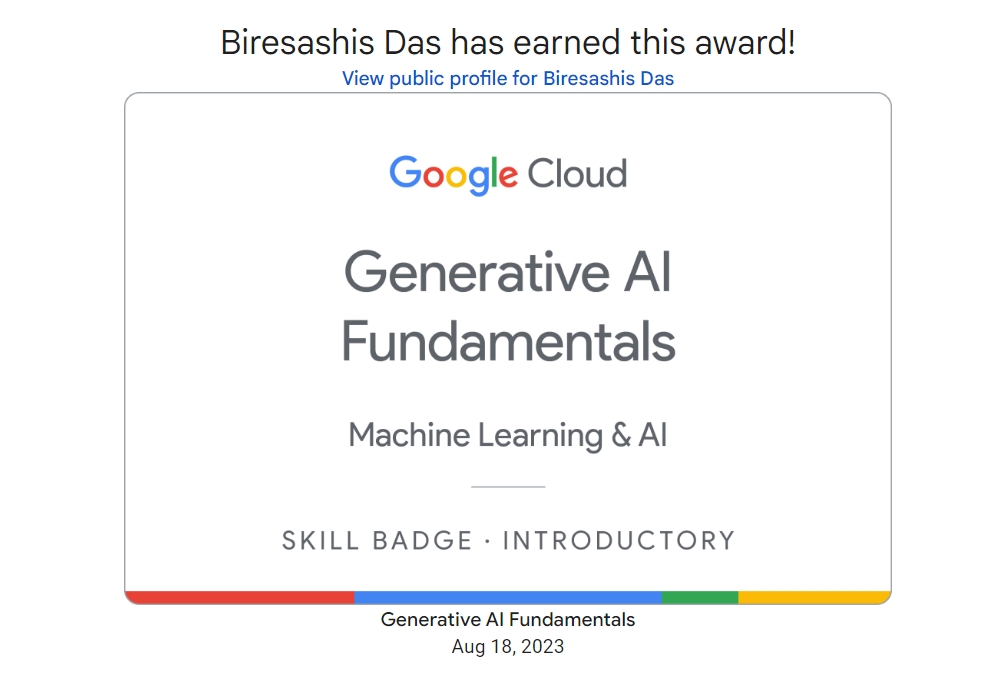 Biresashis Das has earned this award!
View public profile for Biresashis Das
Google Cloud
Generative AI
Fundamentals
Machine Learning & AI
SKILL BADGE · INTRODUCTORY
Generative AI Fundamentals
Aug 18, 2023